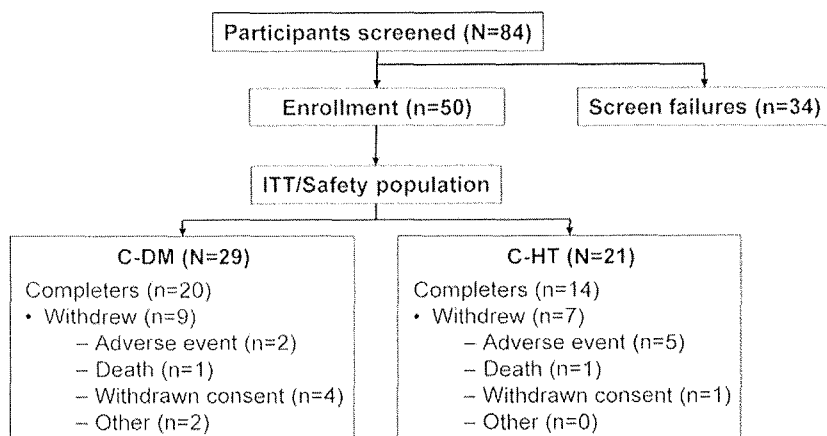 Participants screened (N=84)
Enrollment (n=50)
Screen failures (n=34)
ITT/Safety population
C-DM (N=29)
Completers (n=20)
• Withdrew (n=9)
– Adverse event (n=2)
– Death (n=1)
– Withdrawn consent (n=4)
– Other (n=2)
C-HT (N=21)
Completers (n=14)
• Withdrew (n=7)
– Adverse event (n=5)
– Death (n=1)
– Withdrawn consent (n=1)
– Other (n=0)